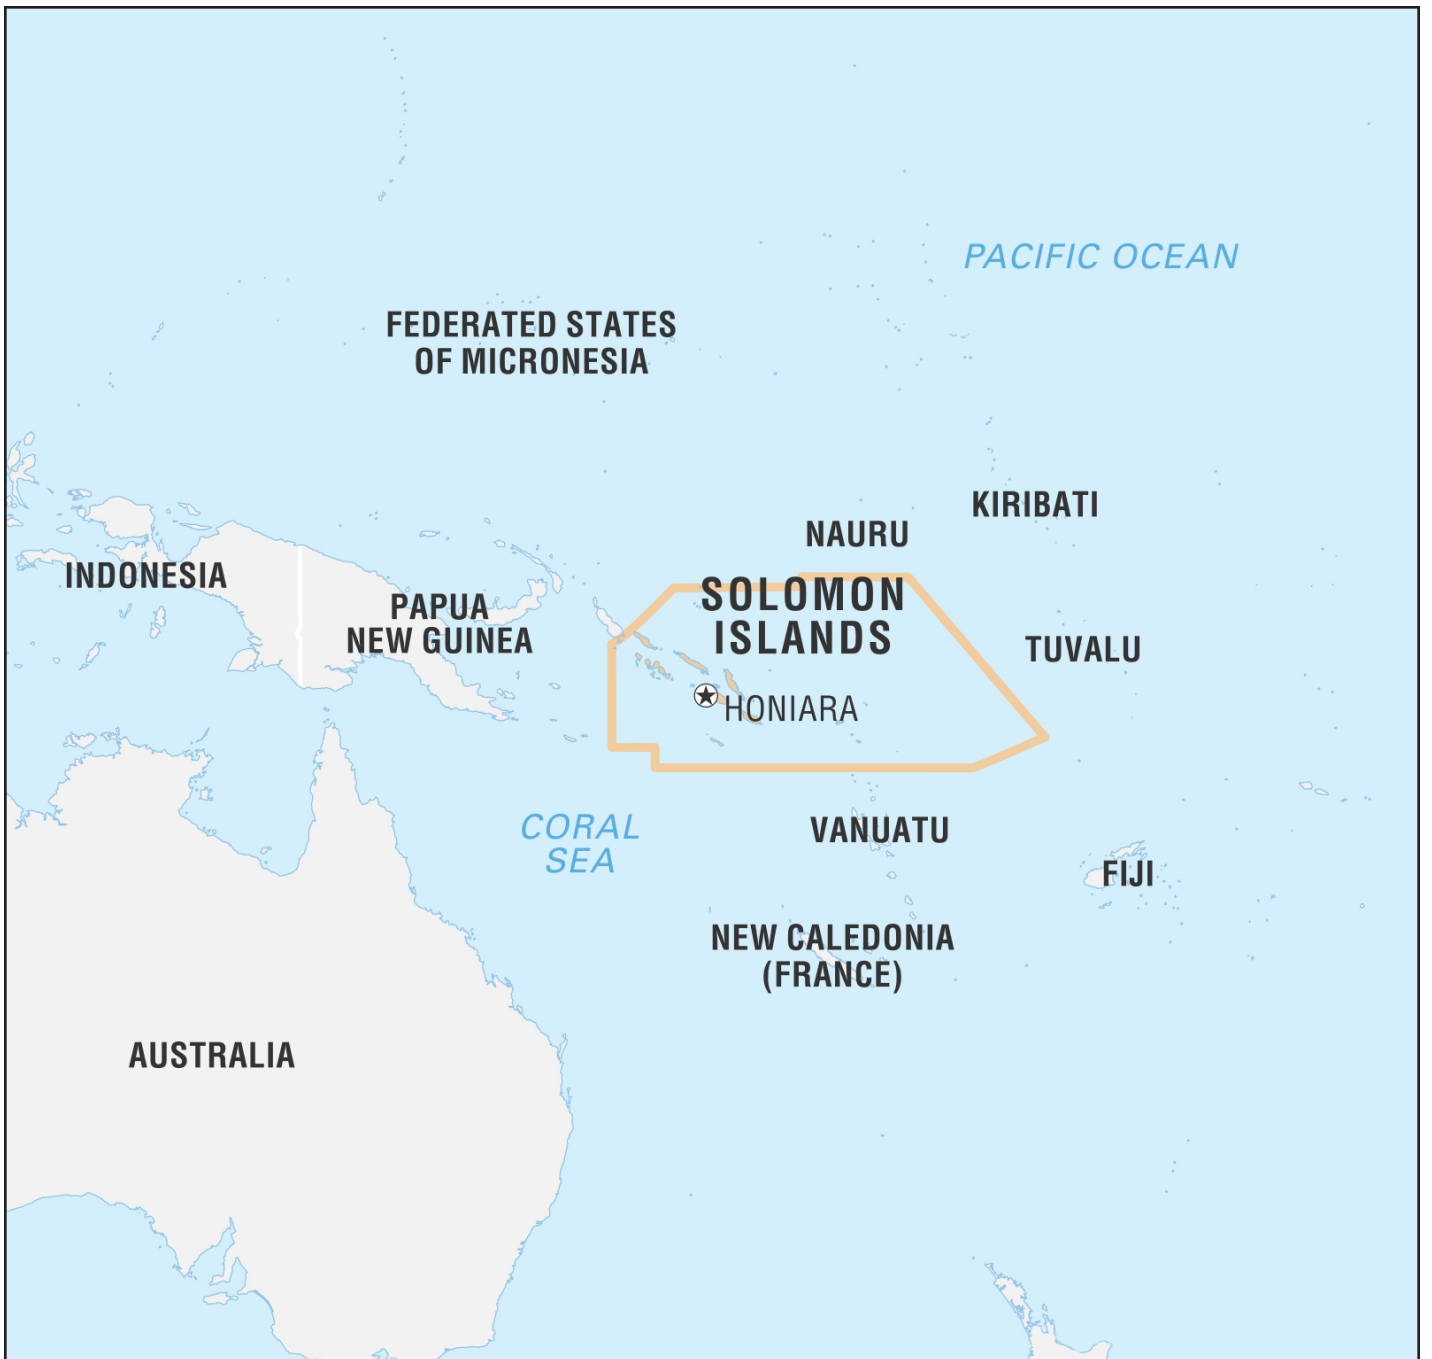 PACIFIC OCEAN
FEDERATED STATES
OF MICRONESIA
KIRIBATI
NAURU
INDONESIA
SOLOMON
ISLANDS
PAPUA
NEW GUINEA
TUVALU
HONIARA
CORAL
SEA
VANUATU
FIJI
NEW CALEDONIA
(FRANCE)
AUSTRALIA